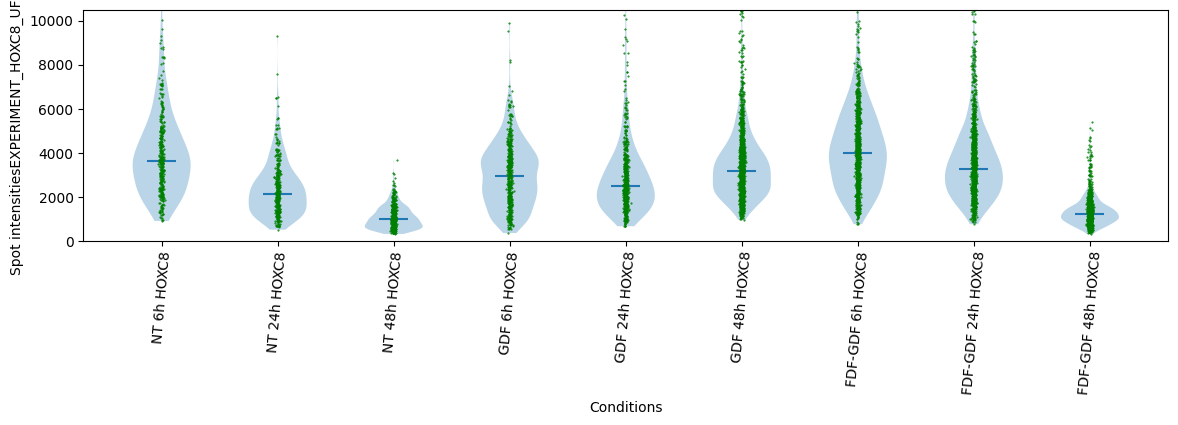 Spot intensitiesEXPERIMENT_HOXC8_UF
10000
8000
6000
4000
2000
0
NT 6h HOXC8
NT 24h HOXC8
NT 48h HOXC8
GDF 6h HOXC8
GDF 24h HOXC8
GDF 48h HOXC8
FDF-GDF 6h HOXC8
FDF-GDF 24h HOXC8
FDF-GDF 48h HOXC8
Conditions